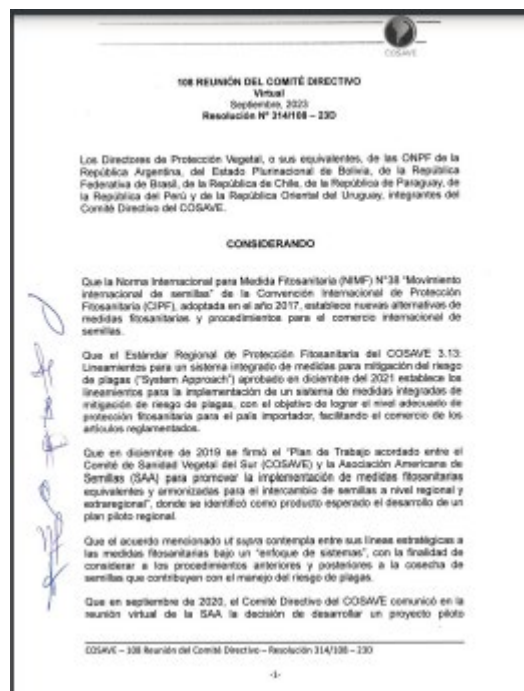 COSAVE
108 REUNIÓN DEL COMITÉ DIRECTIVO
Virtual
Septiembre, 2023
Resolución Nº 314/108 – 23D
Los Directores de Protección Vegetal, o sus equivalentes, de las ONPF de la
República Argentina, del Estado Plurinacional de Bolivia, de la República
Federativa de Brasil, de la República de Chile, de la República de Paraguay, de
la República del Perú y de la República Oriental del Uruguay, integrantes del
Comité Directivo del COSAVE.
CONSIDERANDO
Que la Norma Internacional para Medida Fitosanitaria (NIMF) N°38 “Movimiento
internacional de semillas” de la Convención Internacional de Protección
Fitosanitaria (CIPF), adoptada en el año 2017, establece nuevas alternativas de
medidas fitosanitarias y procedimientos para el comercio internacional de
semillas.
Que el Estándar Regional de Protección Fitosanitaria del COSAVE 3.13:
Lineamientos para un sistema integrado de medidas para mitigación del riesgo
de plagas (“System Approach”) aprobado en diciembre del 2021 establece los
lineamientos para la implementación de un sistema de medidas integradas de
mitigación de riesgo de plagas, con el objetivo de lograr el nivel adecuado de
protección fitosanitaria para el país importador, facilitando el comercio de los
artículos reglamentados.
Que en diciembre de 2019 se firmó el “Plan de Trabajo acordado entre el
Comité de Sanidad Vegetal del Sur (COSAVE) y la Asociación Americana de
Semillas (SAA) para promover la implementación de medidas fitosanitarias
equivalentes y armonizadas para el intercambio de semillas a nivel regional y
extraregional”, donde se identificó como producto esperado el desarrollo de un
plan piloto regional.
Que el acuerdo mencionado ut supra contempla entre sus líneas estratégicas a
las medidas fitosanitarias bajo un “enfoque de sistemas”, con la finalidad de
considerar a los procedimientos anteriores y posteriores a la cosecha de
semillas que contribuyen con el manejo del riesgo de plagas.
Que en septiembre de 2020, el Comité Directivo del COSAVE comunicó en la
reunión virtual de la SAA la decisión de desarrollar un proyecto piloto
COSAVE – 108 Reunión del Comité Directivo – Resolución 314/108 – 23D
-1-